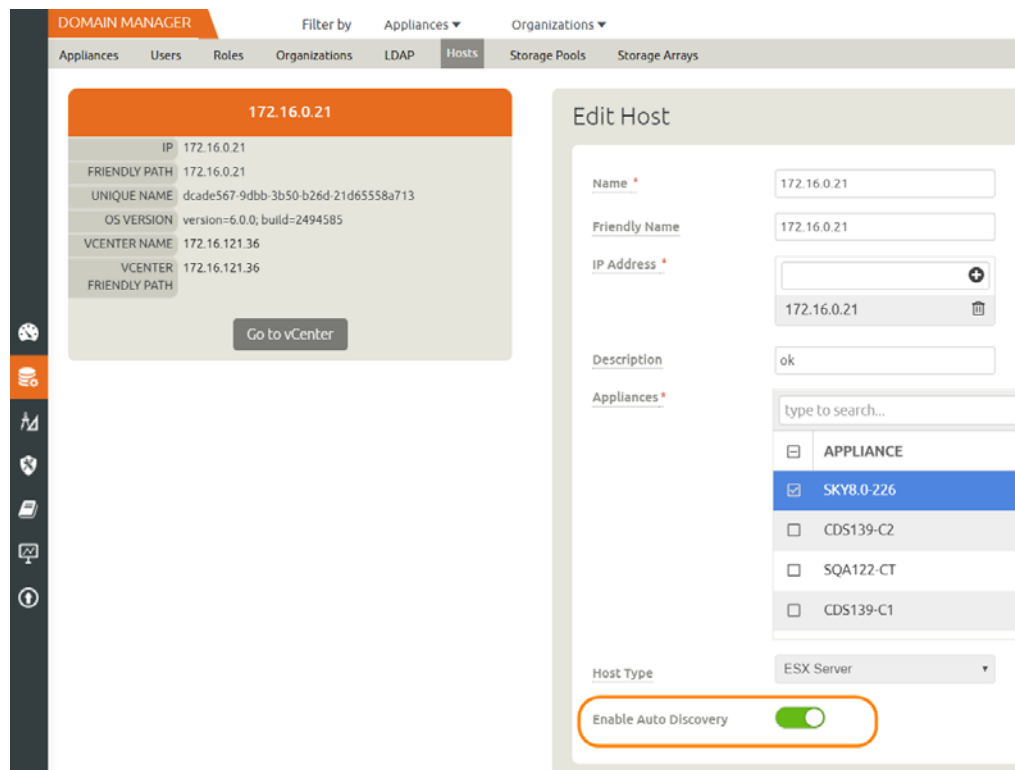 DOMAIN MANAGER
Filter by Appliances Organizations
Appliances Users Roles Organizations LDAP Hosts Storage Pools Storage Arrays
172.16.0.21
IP 172.16.0.21
FRIENDLY PATH 172.16.0.21
UNIQUE NAME dcade567-9dbb-3b50-b26d-21d65558a713
OS VERSION version=6.0.0; build=2494585
VCENTER NAME 172.16.121.36
VCENTER 172.16.121.36
FRIENDLY PATH
Go to vCenter
Edit Host
Name * 172.16.0.21
Friendly Name 172.16.0.21
IP Address *
172.16.0.21
Description ok
Appliances *
type to search...
APPLIANCE
SKY8.0-226
CDS139-C2
SQA122-CT
CDS139-C1
Host Type ESX Server
Enable Auto Discovery